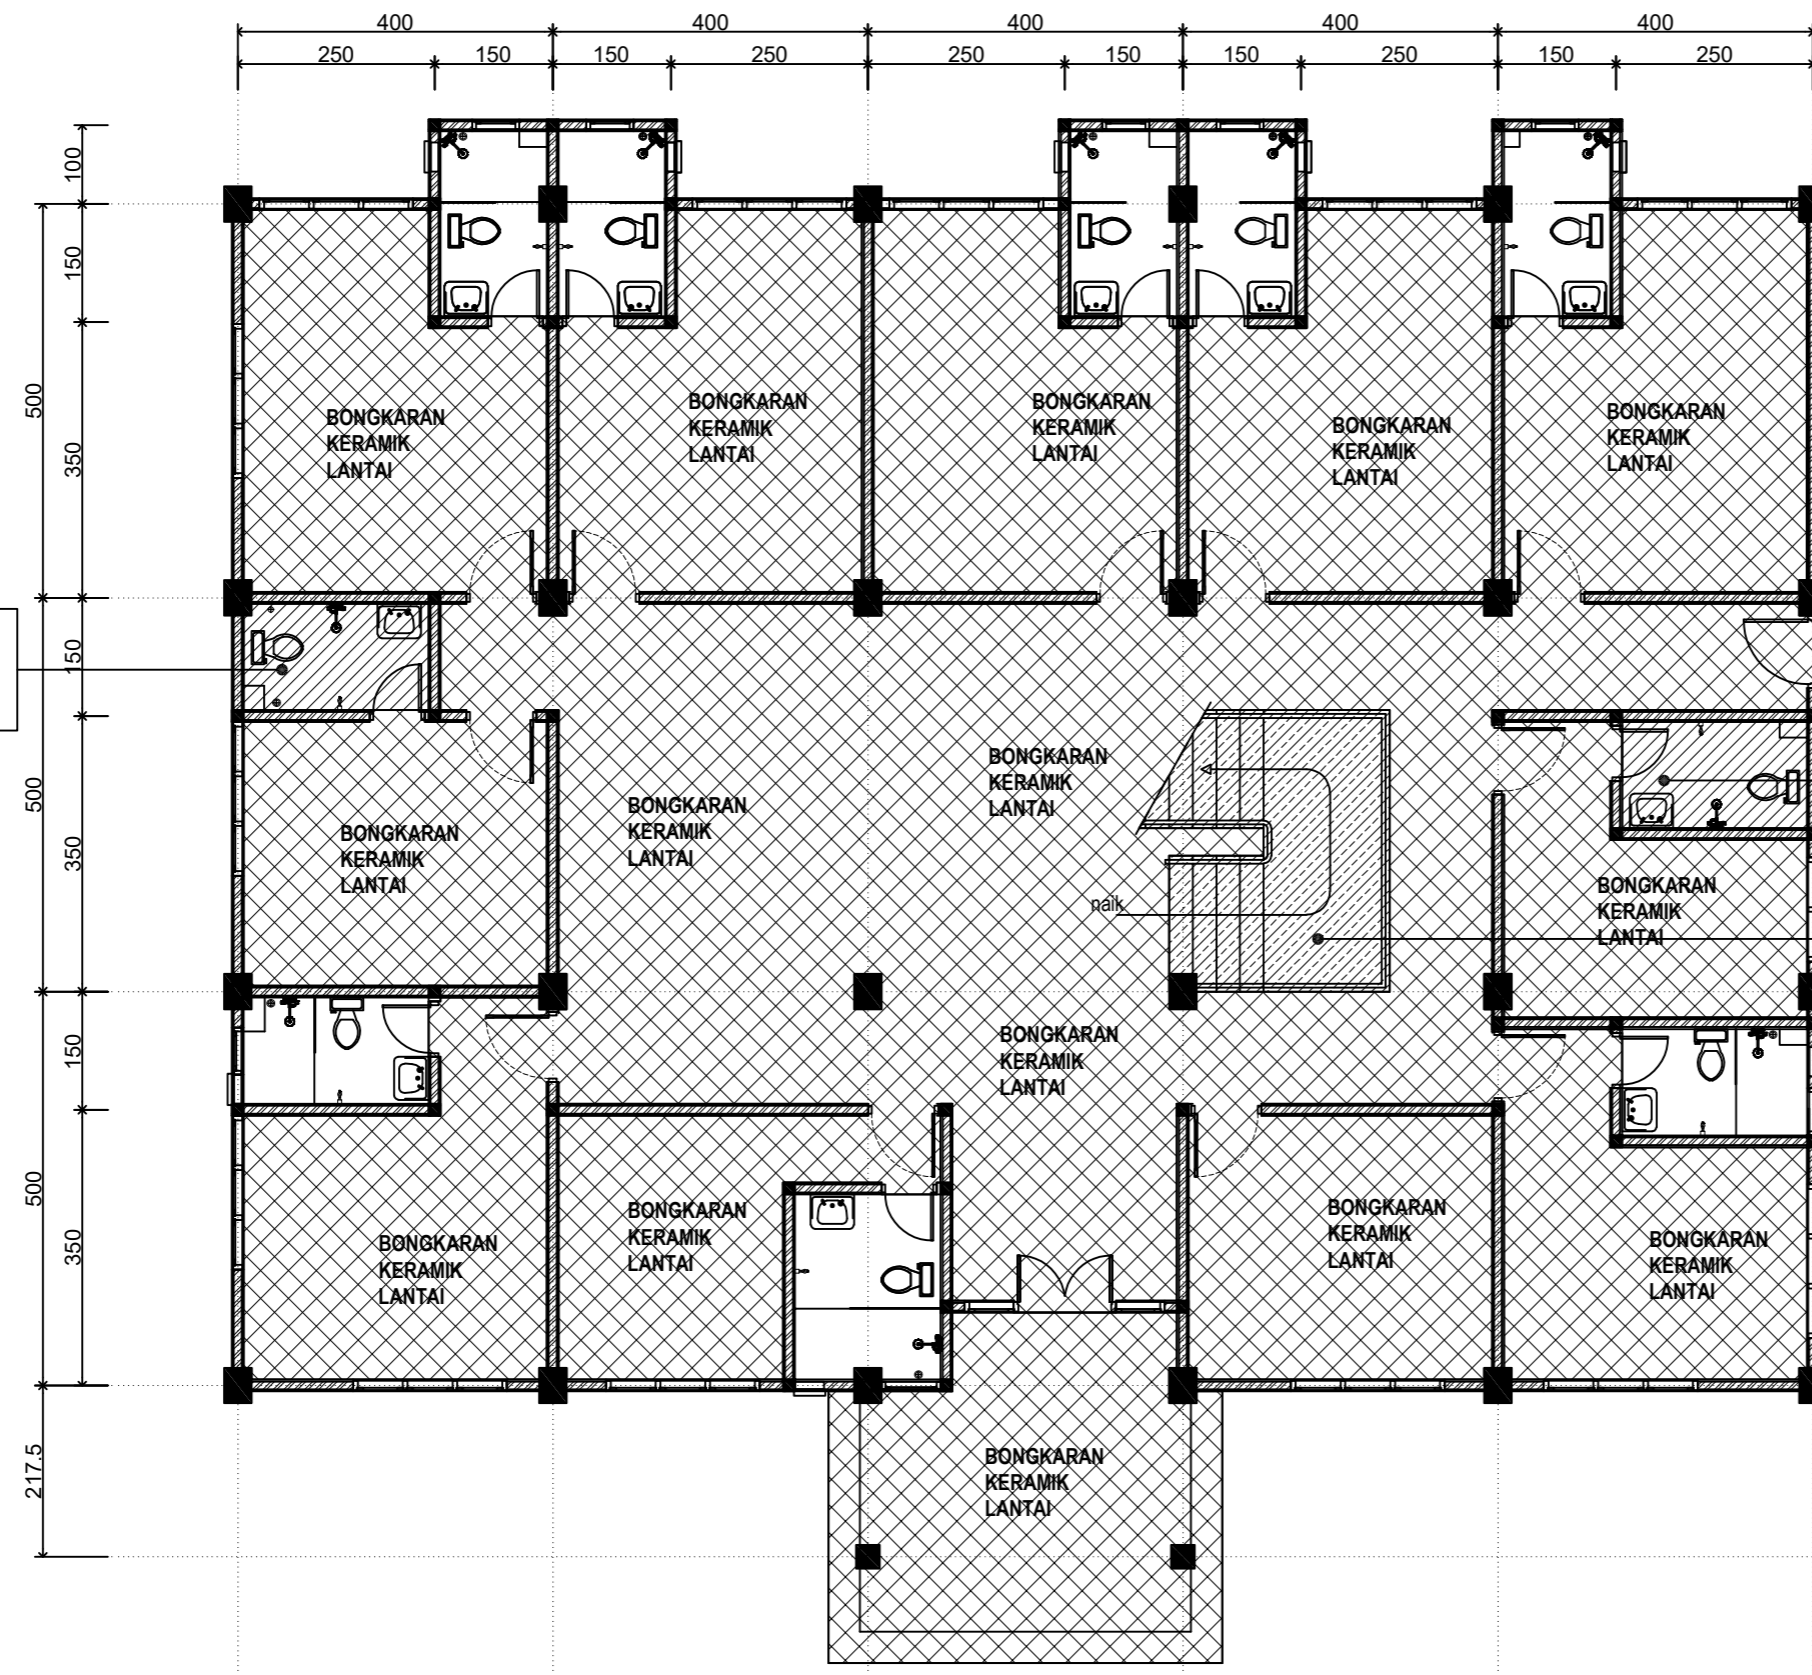 400 400 400 400 400
250 150 150 250 250 150 150 250 150 250
100
150
500
350
BONGKARAN
KERAMIK
LANTAI
BONGKARAN
KERAMIK
LANTAI
BONGKARAN
KERAMIK
LANTAI
BONGKARAN
KERAMIK
LANTAI
BONGKARAN
KERAMIK
LANTAI
150
500
350
BONGKARAN
KERAMIK
LANTAI
BONGKARAN
KERAMIK
LANTAI
BONGKARAN
KERAMIK
LANTAI
naik
BONGKARAN
KERAMIK
LANTAI
150
500
350
BONGKARAN
KERAMIK
LANTAI
BONGKARAN
KERAMIK
LANTAI
BONGKARAN
KERAMIK
LANTAI
BONGKARAN
KERAMIK
LANTAI
BONGKARAN
KERAMIK
LANTAI
217.5
BONGKARAN
KERAMIK
LANTAI